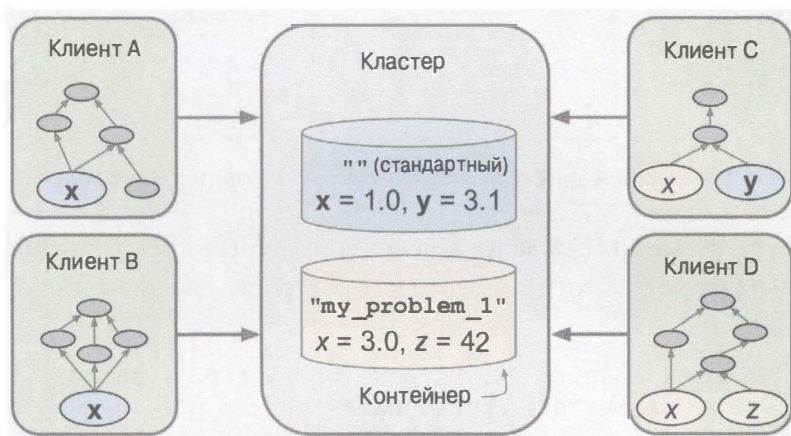 Клиент A
x
Клиент B
x
Кластер
"" (стандартный)
x = 1.0, y = 3.1
"my_problem_1"
x = 3.0, z = 42
Контейнер
Клиент C
x
y
Клиент D
x
z